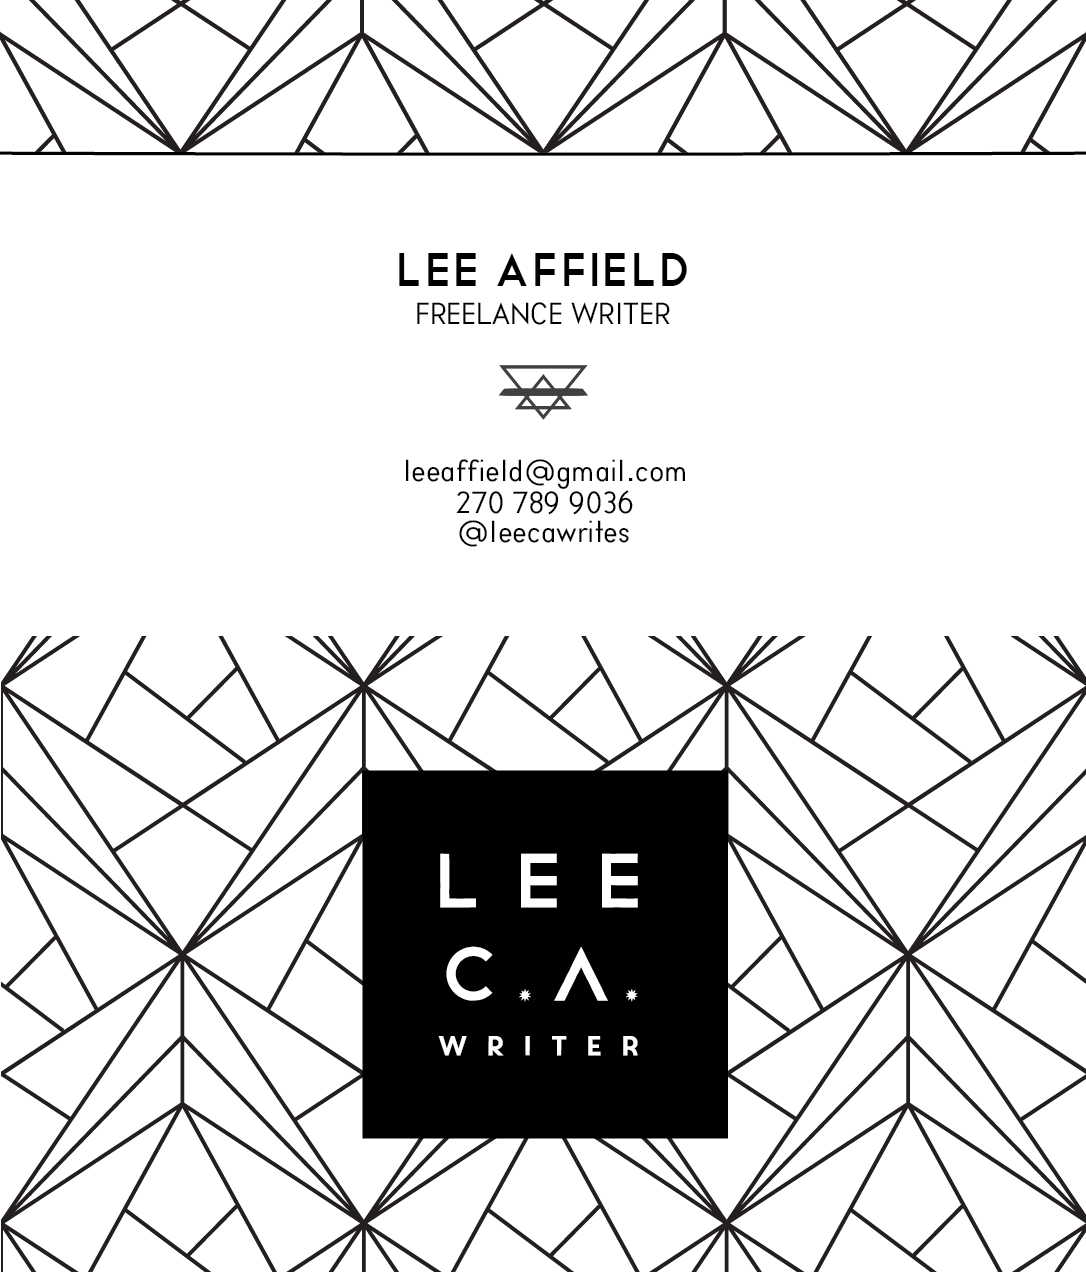 LEE AFFIELD
FREELANCE WRITER
leeaffield@gmail.com
270 789 9036
@leecawrites
LEE
C.A.
WRITER